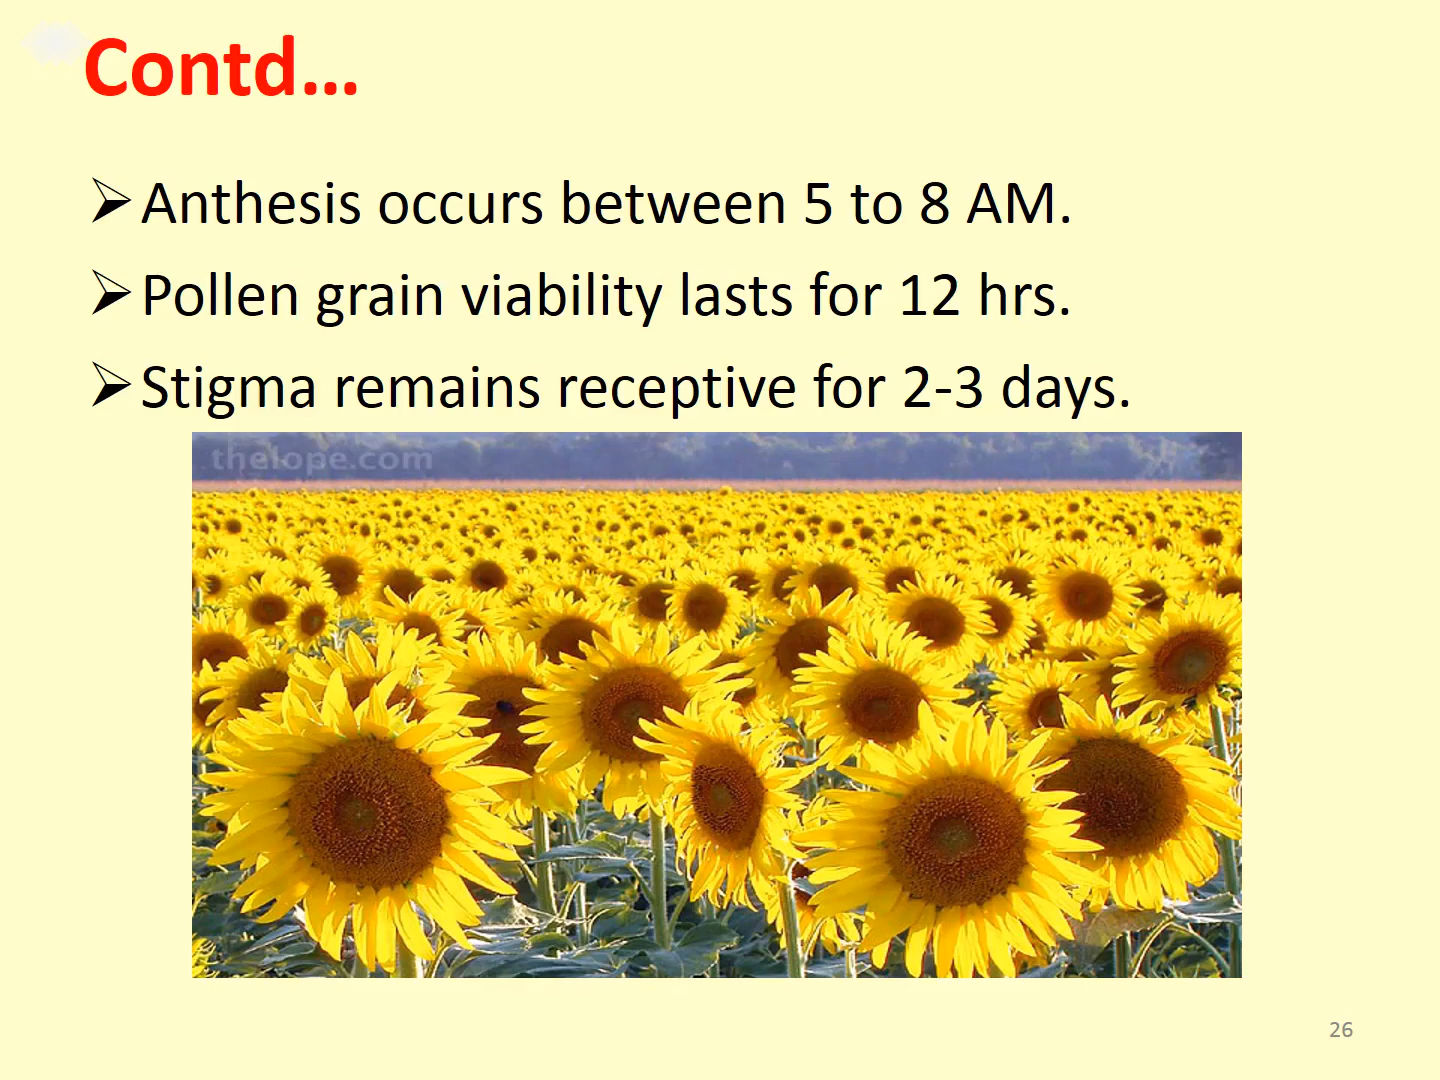 Contd...
➢Anthesis occurs between 5 to 8 AM.
➢Pollen grain viability lasts for 12 hrs.
➢Stigma remains receptive for 2-3 days.
thelope.com
26